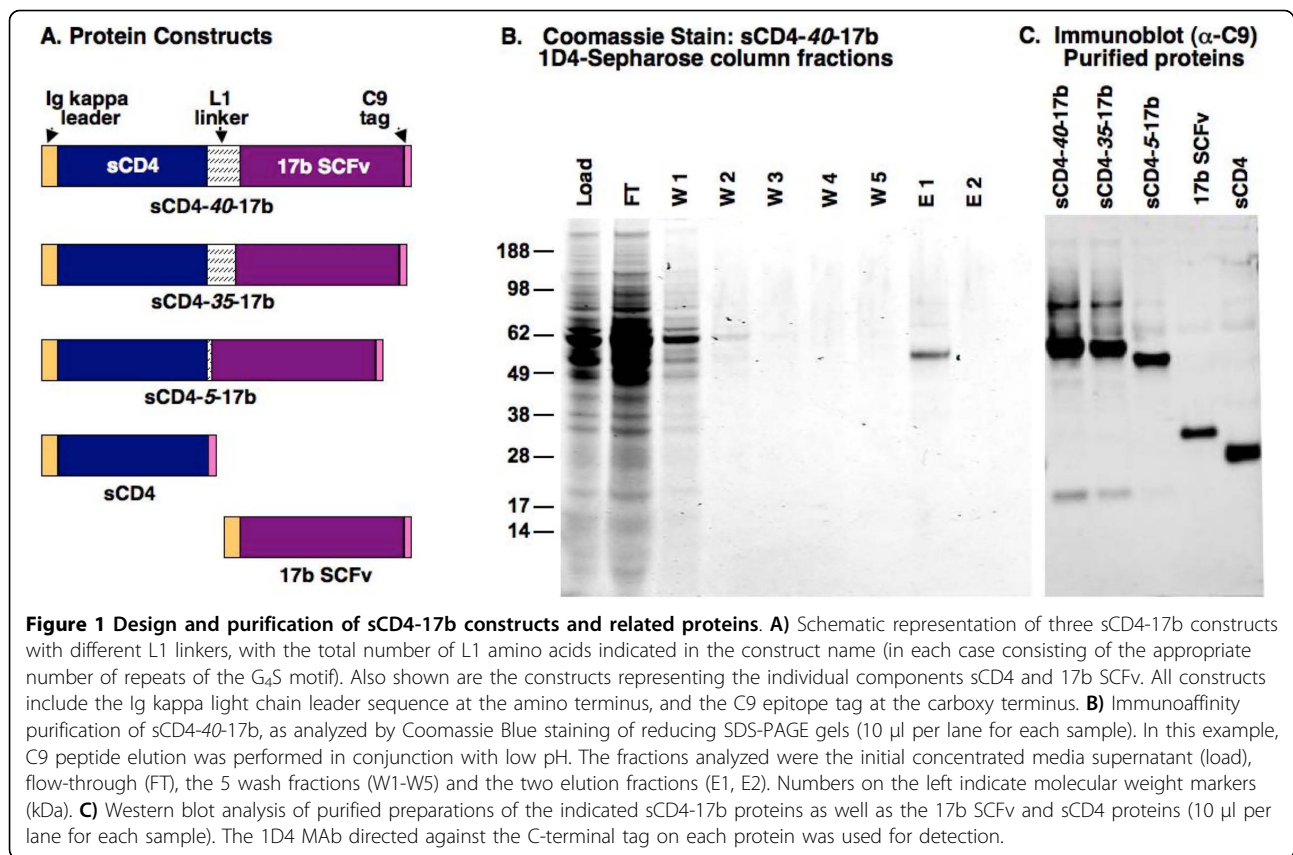 A. Protein Constructs
Ig kappa
leader
L1
linker
C9
tag
sCD4
17b SCFv
sCD4-40-17b
sCD4-35-17b
sCD4-5-17b
sCD4
17b SCFv
B. Coomassie Stain: sCD4-40-17b
1D4-Sepharose column fractions
Load
FT
W 1
W 2
W 3
W 4
W 5
E 1
E 2
188
98
62
49
38
28
17
14
C. Immunoblot (α-C9)
Purified proteins
sCD4-40-17b
sCD4-35-17b
sCD4-5-17b
17b SCFv
sCD4
Figure 1 Design and purification of sCD4-17b constructs and related proteins. A) Schematic representation of three sCD4-17b constructs
with different L1 linkers, with the total number of L1 amino acids indicated in the construct name (in each case consisting of the appropriate
number of repeats of the G₄S motif). Also shown are the constructs representing the individual components sCD4 and 17b SCFv. All constructs
include the Ig kappa light chain leader sequence at the amino terminus, and the C9 epitope tag at the carboxy terminus. B) Immunoaffinity
purification of sCD4-40-17b, as analyzed by Coomassie Blue staining of reducing SDS-PAGE gels (10 μl per lane for each sample). In this example,
C9 peptide elution was performed in conjunction with low pH. The fractions analyzed were the initial concentrated media supernatant (load),
flow-through (FT), the 5 wash fractions (W1-W5) and the two elution fractions (E1, E2). Numbers on the left indicate molecular weight markers
(kDa). C) Western blot analysis of purified preparations of the indicated sCD4-17b proteins as well as the 17b SCFv and sCD4 proteins (10 μl per
lane for each sample). The 1D4 MAb directed against the C-terminal tag on each protein was used for detection.